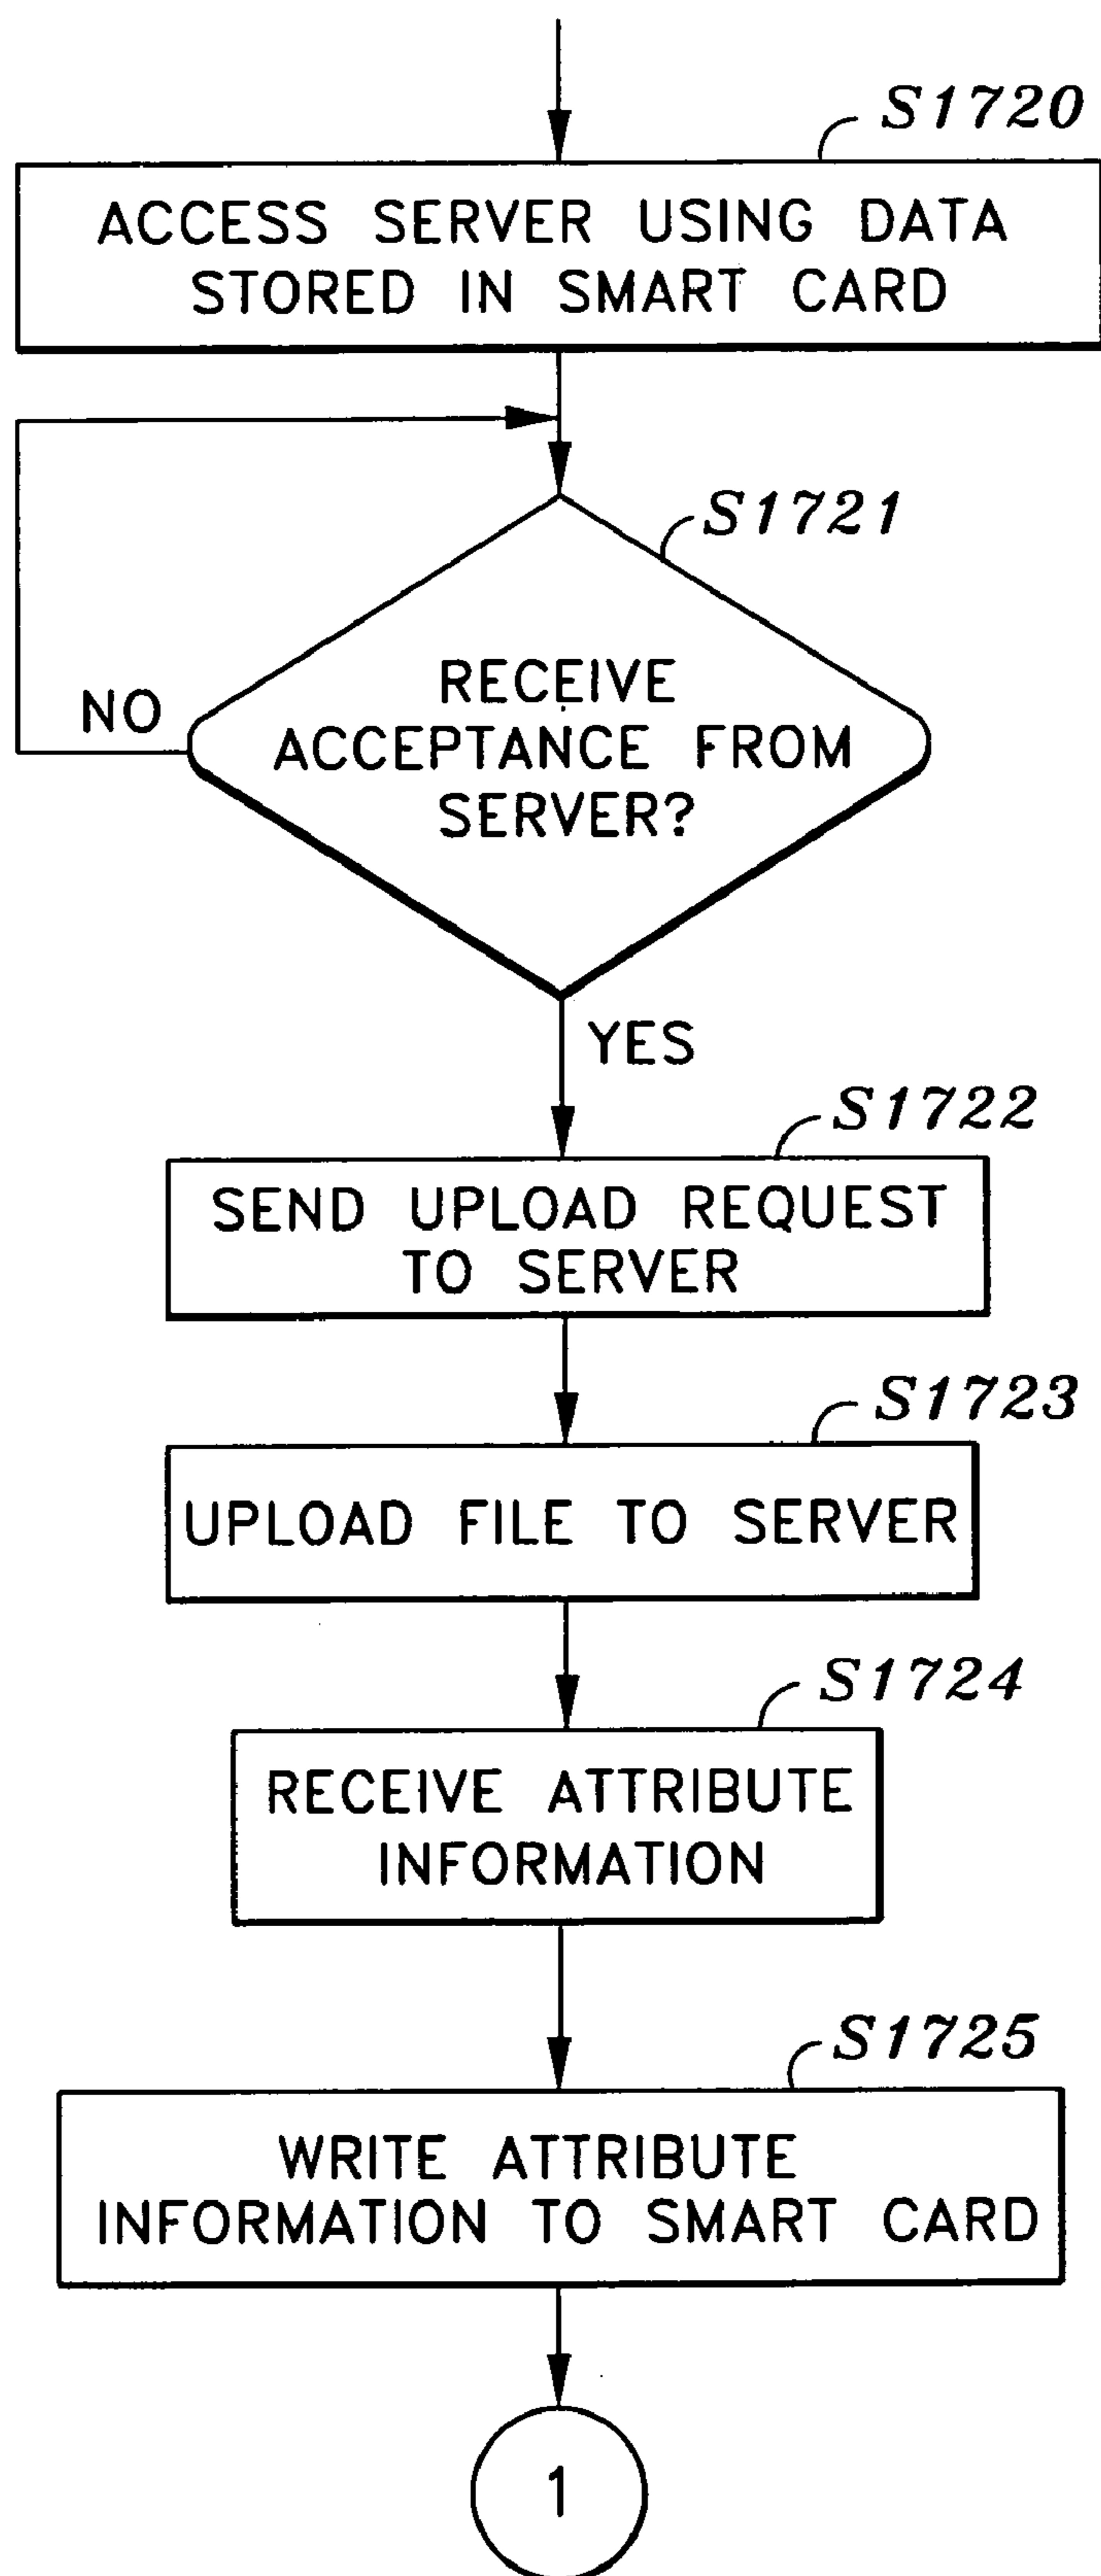 S1720
ACCESS SERVER USING DATA
STORED IN SMART CARD
S1721
RECEIVE
ACCEPTANCE FROM
SERVER?
NO
YES
S1722
SEND UPLOAD REQUEST
TO SERVER
S1723
UPLOAD FILE TO SERVER
S1724
RECEIVE ATTRIBUTE
INFORMATION
S1725
WRITE ATTRIBUTE
INFORMATION TO SMART CARD
1